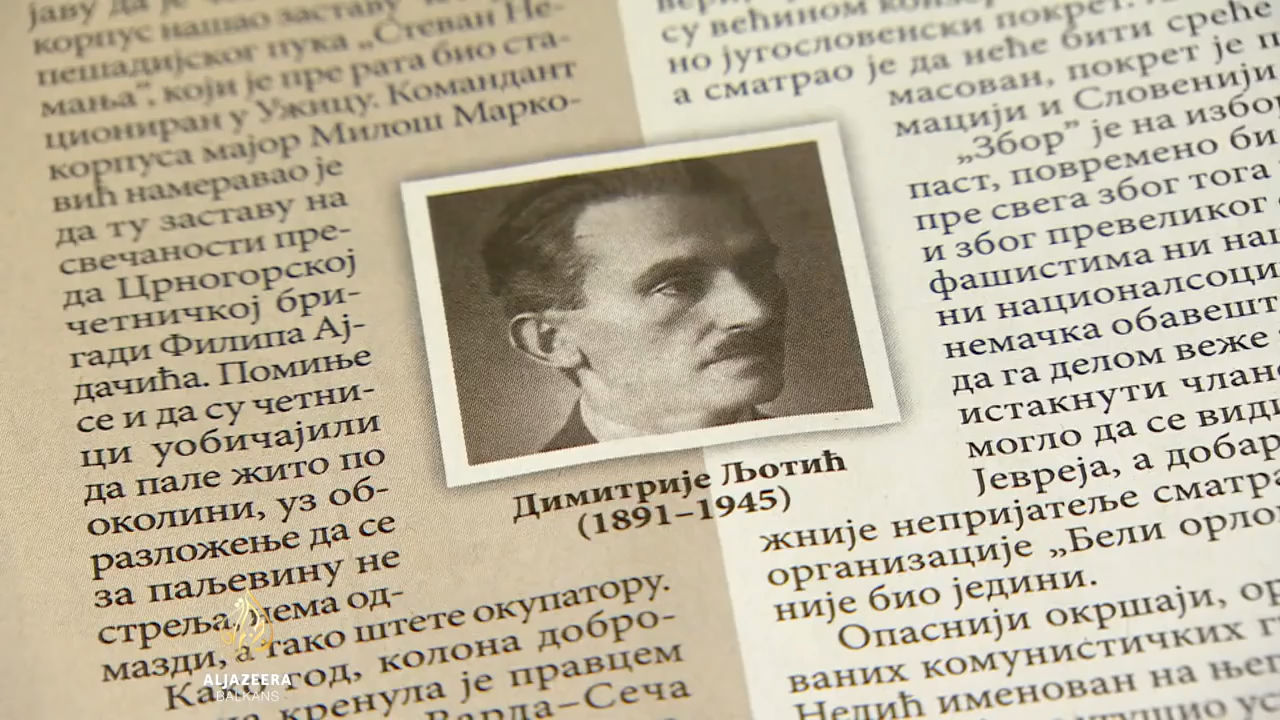 корпус нашао заставу
пешадијског пука „Стеван Не-
мања“, који је пре рата био ста-
циониран у Ужицу. Командант
корпуса мајор Милош Марко-
вић намеравао је
да ту заставу на
свечаности пре-
да Црногорској
четничкој бри-
гади Филипа Ај-
дачића. Помиње
се и да су четни-
ци уобичајили
да пале жито по
околини, уз об-
разложење да се
за паљевину не
стреља, нема од-
мазди, а тако штете окупатору.
год, колона добро-
кренула је правцем
Варда–Сеча
су већином
но југословенски покрет.
а сматрао је да неће бити среће
масован, покрет је
мацији и Словенији
„Збор” је на избор
паст, повремено би
пре свега због тога
и због превеликог
фашистима ни
ни националсоци
немачка обавешт
да га делом веже
истакнути члан
могло да се види
Јевреја, а добар
жније непријатеље сматра
организације „Бели орло
није био једини.
Опаснији окршаји, ор
ваних комунистичких г
Недић именован на њег
Димитрије Љотић
(1891–1945)
ALJAZEERA
BALKANS